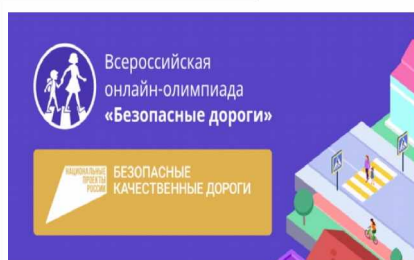 Всероссийская
онлайн-олимпиада
«Безопасные дороги»
НАЦИОНАЛЬНЫЕ
ПРОЕКТЫ
РОССИИ
БЕЗОПАСНЫЕ
КАЧЕСТВЕННЫЕ ДОРОГИ